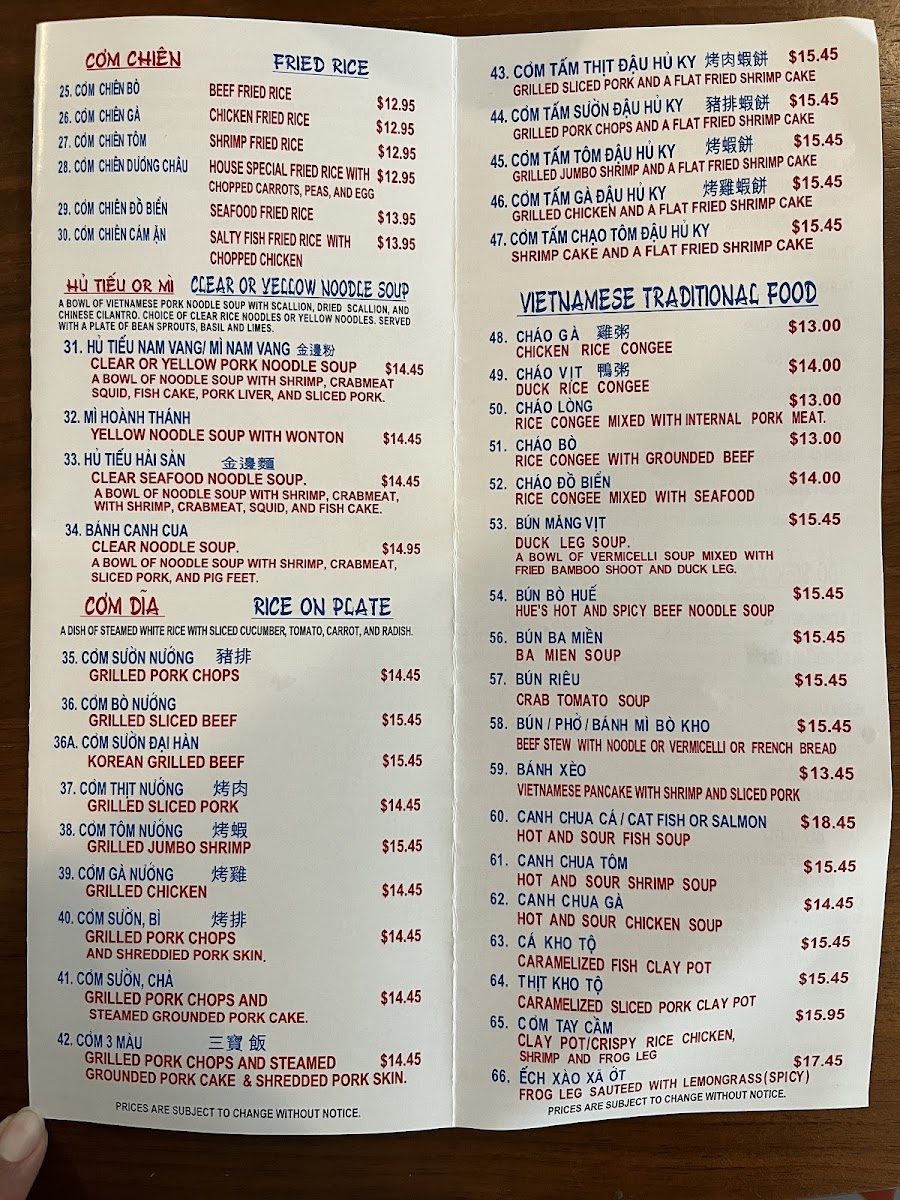 CƠM CHIÊN FRIED RICE
25. CƠM CHIÊN BÒ BEEF FRIED RICE $12.95
26. CƠM CHIÊN GÀ CHICKEN FRIED RICE $12.95
27. CƠM CHIÊN TÔM SHRIMP FRIED RICE $12.95
28. CƠM CHIÊN DƯƠNG CHÂU HOUSE SPECIAL FRIED RICE WITH $12.95
CHOPPED CARROTS, PEAS, AND EGG
29. CƠM CHIÊN ĐỒ BIỂN SEAFOOD FRIED RICE $13.95
30. CƠM CHIÊN CÁM ẬN SALTY FISH FRIED RICE WITH $13.95
CHOPPED CHICKEN
HỦ TIẾU OR MÌ CLEAR OR YELLOW NOODLE SOUP
A BOWL OF VIETNAMESE PORK NOODLE SOUP WITH SCALLION, DRIED SCALLION, AND
CHINESE CILANTRO. CHOICE OF CLEAR RICE NOODLES OR YELLOW NOODLES. SERVED
WITH A PLATE OF BEAN SPROUTS, BASIL AND LIMES.
31. HỦ TIẾU NAM VANG/ MÌ NAM VANG 金邊粉
CLEAR OR YELLOW PORK NOODLE SOUP $14.45
A BOWL OF NOODLE SOUP WITH SHRIMP, CRABMEAT
SQUID, FISH CAKE, PORK LIVER, AND SLICED PORK.
32. MÌ HOÀNH THÁNH
YELLOW NOODLE SOUP WITH WONTON $14.45
33. HỦ TIẾU HẢI SẢN 金邊麵
CLEAR SEAFOOD NOODLE SOUP. $14.45
A BOWL OF NOODLE SOUP WITH SHRIMP, CRABMEAT,
WITH SHRIMP, CRABMEAT, SQUID, AND FISH CAKE.
34. BÁNH CANH CUA
CLEAR NOODLE SOUP. $14.95
A BOWL OF NOODLE SOUP WITH SHRIMP, CRABMEAT,
SLICED PORK, AND PIG FEET.
CƠM DĨA RICE ON PLATE
A DISH OF STEAMED WHITE RICE WITH SLICED CUCUMBER, TOMATO, CARROT, AND RADISH.
35. CƠM SƯỜN NƯỚNG 豬排
GRILLED PORK CHOPS $14.45
36. CƠM BÒ NƯỚNG
GRILLED SLICED BEEF $15.45
36A. CƠM SƯỜN ĐẠI HÀN
KOREAN GRILLED BEEF $15.45
37. CƠM THỊT NƯỚNG 烤肉
GRILLED SLICED PORK $14.45
38. CƠM TÔM NƯỚNG 烤蝦
GRILLED JUMBO SHRIMP $15.45
39. CƠM GÀ NƯỚNG 烤雞
GRILLED CHICKEN $14.45
40. CƠM SƯỜN, BÌ 烤排
GRILLED PORK CHOPS $14.45
AND SHREDDIED PORK SKIN.
41. CƠM SƯỜN, CHẢ
GRILLED PORK CHOPS AND $14.45
STEAMED GROUNDED PORK CAKE.
42. CƠM 3 MÀU 三寶飯
GRILLED PORK CHOPS AND STEAMED $14.45
GROUNDED PORK CAKE & SHREDDED PORK SKIN.
PRICES ARE SUBJECT TO CHANGE WITHOUT NOTICE.
43. CƠM TẤM THỊT ĐẬU HỦ KY 烤肉蝦餅 $15.45
GRILLED SLICED PORK AND A FLAT FRIED SHRIMP CAKE
44. CƠM TẤM SƯỜN ĐẬU HỦ KY 豬排蝦餅 $15.45
GRILLED PORK CHOPS AND A FLAT FRIED SHRIMP CAKE
45. CƠM TẤM TÔM ĐẬU HỦ KY 烤蝦餅 $15.45
GRILLED JUMBO SHRIMP AND A FLAT FRIED SHRIMP CAKE
46. CƠM TẤM GÀ ĐẬU HỦ KY 烤雞蝦餅 $15.45
GRILLED CHICKEN AND A FLAT FRIED SHRIMP CAKE
47. CƠM TẤM CHẠO TÔM ĐẬU HỦ KY $15.45
SHRIMP CAKE AND A FLAT FRIED SHRIMP CAKE
VIETNAMESE TRADITIONAL FOOD
48. CHÁO GÀ 雞粥 $13.00
CHICKEN RICE CONGEE
49. CHÁO VỊT 鴨粥 $14.00
DUCK RICE CONGEE
50. CHÁO LÒNG $13.00
RICE CONGEE MIXED WITH INTERNAL PORK MEAT.
51. CHÁO BÒ $13.00
RICE CONGEE WITH GROUNDED BEEF
52. CHÁO ĐỒ BIỂN $14.00
RICE CONGEE MIXED WITH SEAFOOD
53. BÚN MĂNG VỊT $15.45
DUCK LEG SOUP.
A BOWL OF VERMICELLI SOUP MIXED WITH
FRIED BAMBOO SHOOT AND DUCK LEG.
54. BÚN BÒ HUẾ $15.45
HUE'S HOT AND SPICY BEEF NOODLE SOUP
56. BÚN BA MIỀN $15.45
BA MIEN SOUP
57. BÚN RIÊU $15.45
CRAB TOMATO SOUP
58. BÚN / PHỞ / BÁNH MÌ BÒ KHO $15.45
BEEF STEW WITH NOODLE OR VERMICELLI OR FRENCH BREAD
59. BÁNH XÈO $13.45
VIETNAMESE PANCAKE WITH SHRIMP AND SLICED PORK
60. CANH CHUA CÁ / CAT FISH OR SALMON $18.45
HOT AND SOUR FISH SOUP
61. CANH CHUA TÔM $15.45
HOT AND SOUR SHRIMP SOUP
62. CANH CHUA GÀ $14.45
HOT AND SOUR CHICKEN SOUP
63. CÁ KHO TỘ $15.45
CARAMELIZED FISH CLAY POT
64. THỊT KHO TỘ $15.45
CARAMELIZED SLICED PORK CLAY POT
65. CƠM TAY CẦM $15.95
CLAY POT/CRISPY RICE CHICKEN,
SHRIMP AND FROG LEG
66. ẾCH XÀO XẢ ỚT $17.45
FROG LEG SAUTEED WITH LEMONGRASS (SPICY)
PRICES ARE SUBJECT TO CHANGE WITHOUT NOTICE.